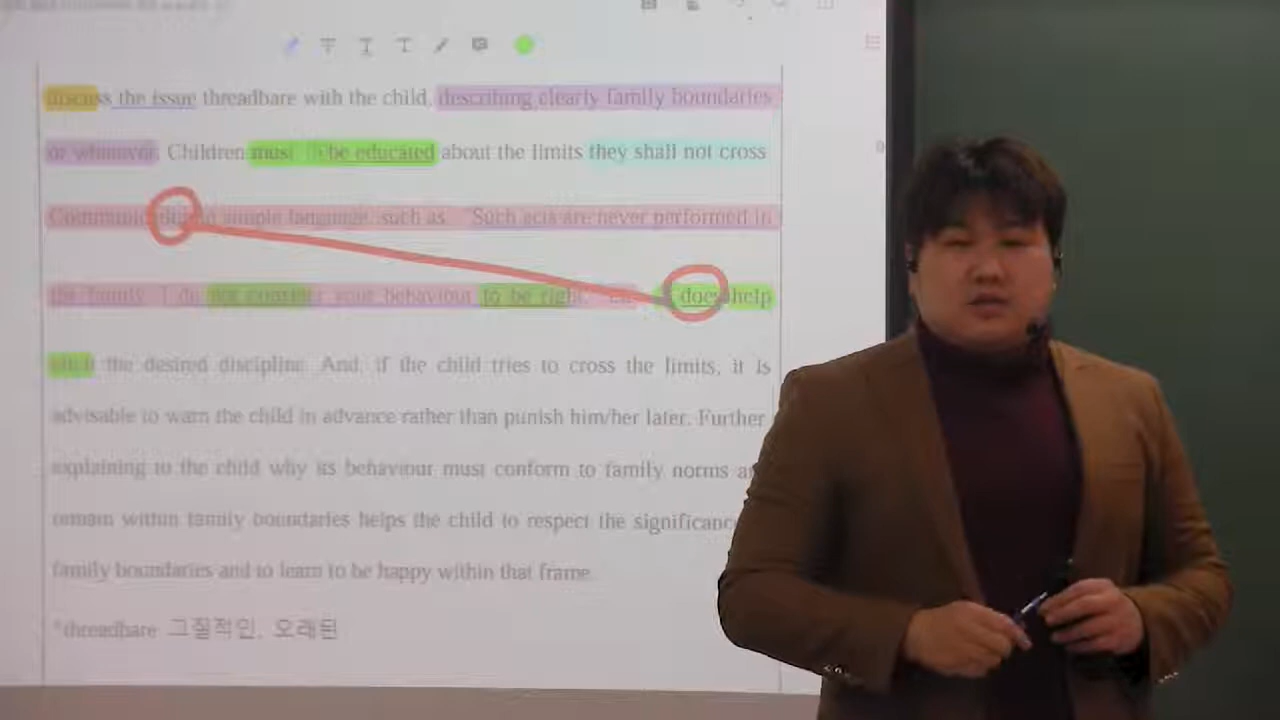 discuss the issue threadbare with the child, describing clearly family boundaries
or whatever. Children must be educated about the limits they shall not cross
in simple language, such as, "Such acts are never performed in
the family. I do not consider your behaviour to be right.
does help
the desired discipline. And, if the child tries to cross the limits, it is
advisable to warn the child in advance rather than punish him/her later. Further
explaining to the child why its behaviour must conform to family norms
remain within family boundaries helps the child to respect the significance
family boundaries and to learn to be happy within that frame.
*threadbare 그질적인, 오래된